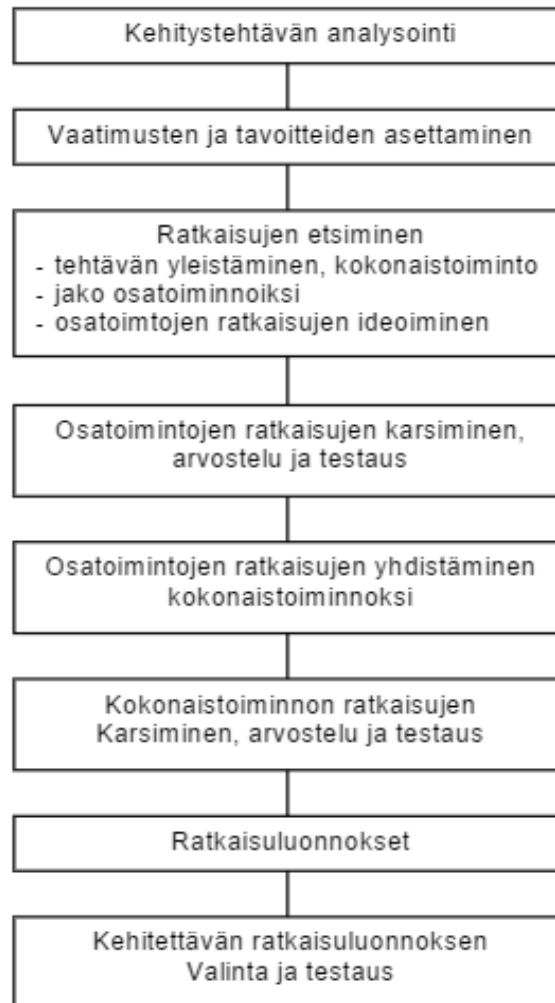 Kehitystehtävän analysointi
Vaatimusten ja tavoitteiden asettaminen
Ratkaisujen etsiminen
- tehtävän yleistäminen, kokonaistoiminto
- jako osatoiminnoiksi
- osatoimtojen ratkaisujen ideoiminen
Osatoimintojen ratkaisujen karsiminen,
arvostelu ja testaus
Osatoimintojen ratkaisujen yhdistäminen
kokonaistoiminnoksi
Kokonaistoiminnon ratkaisujen
Karsiminen, arvostelu ja testaus
Ratkaisuluonnokset
Kehitettävän ratkaisuluonnoksen
Valinta ja testaus